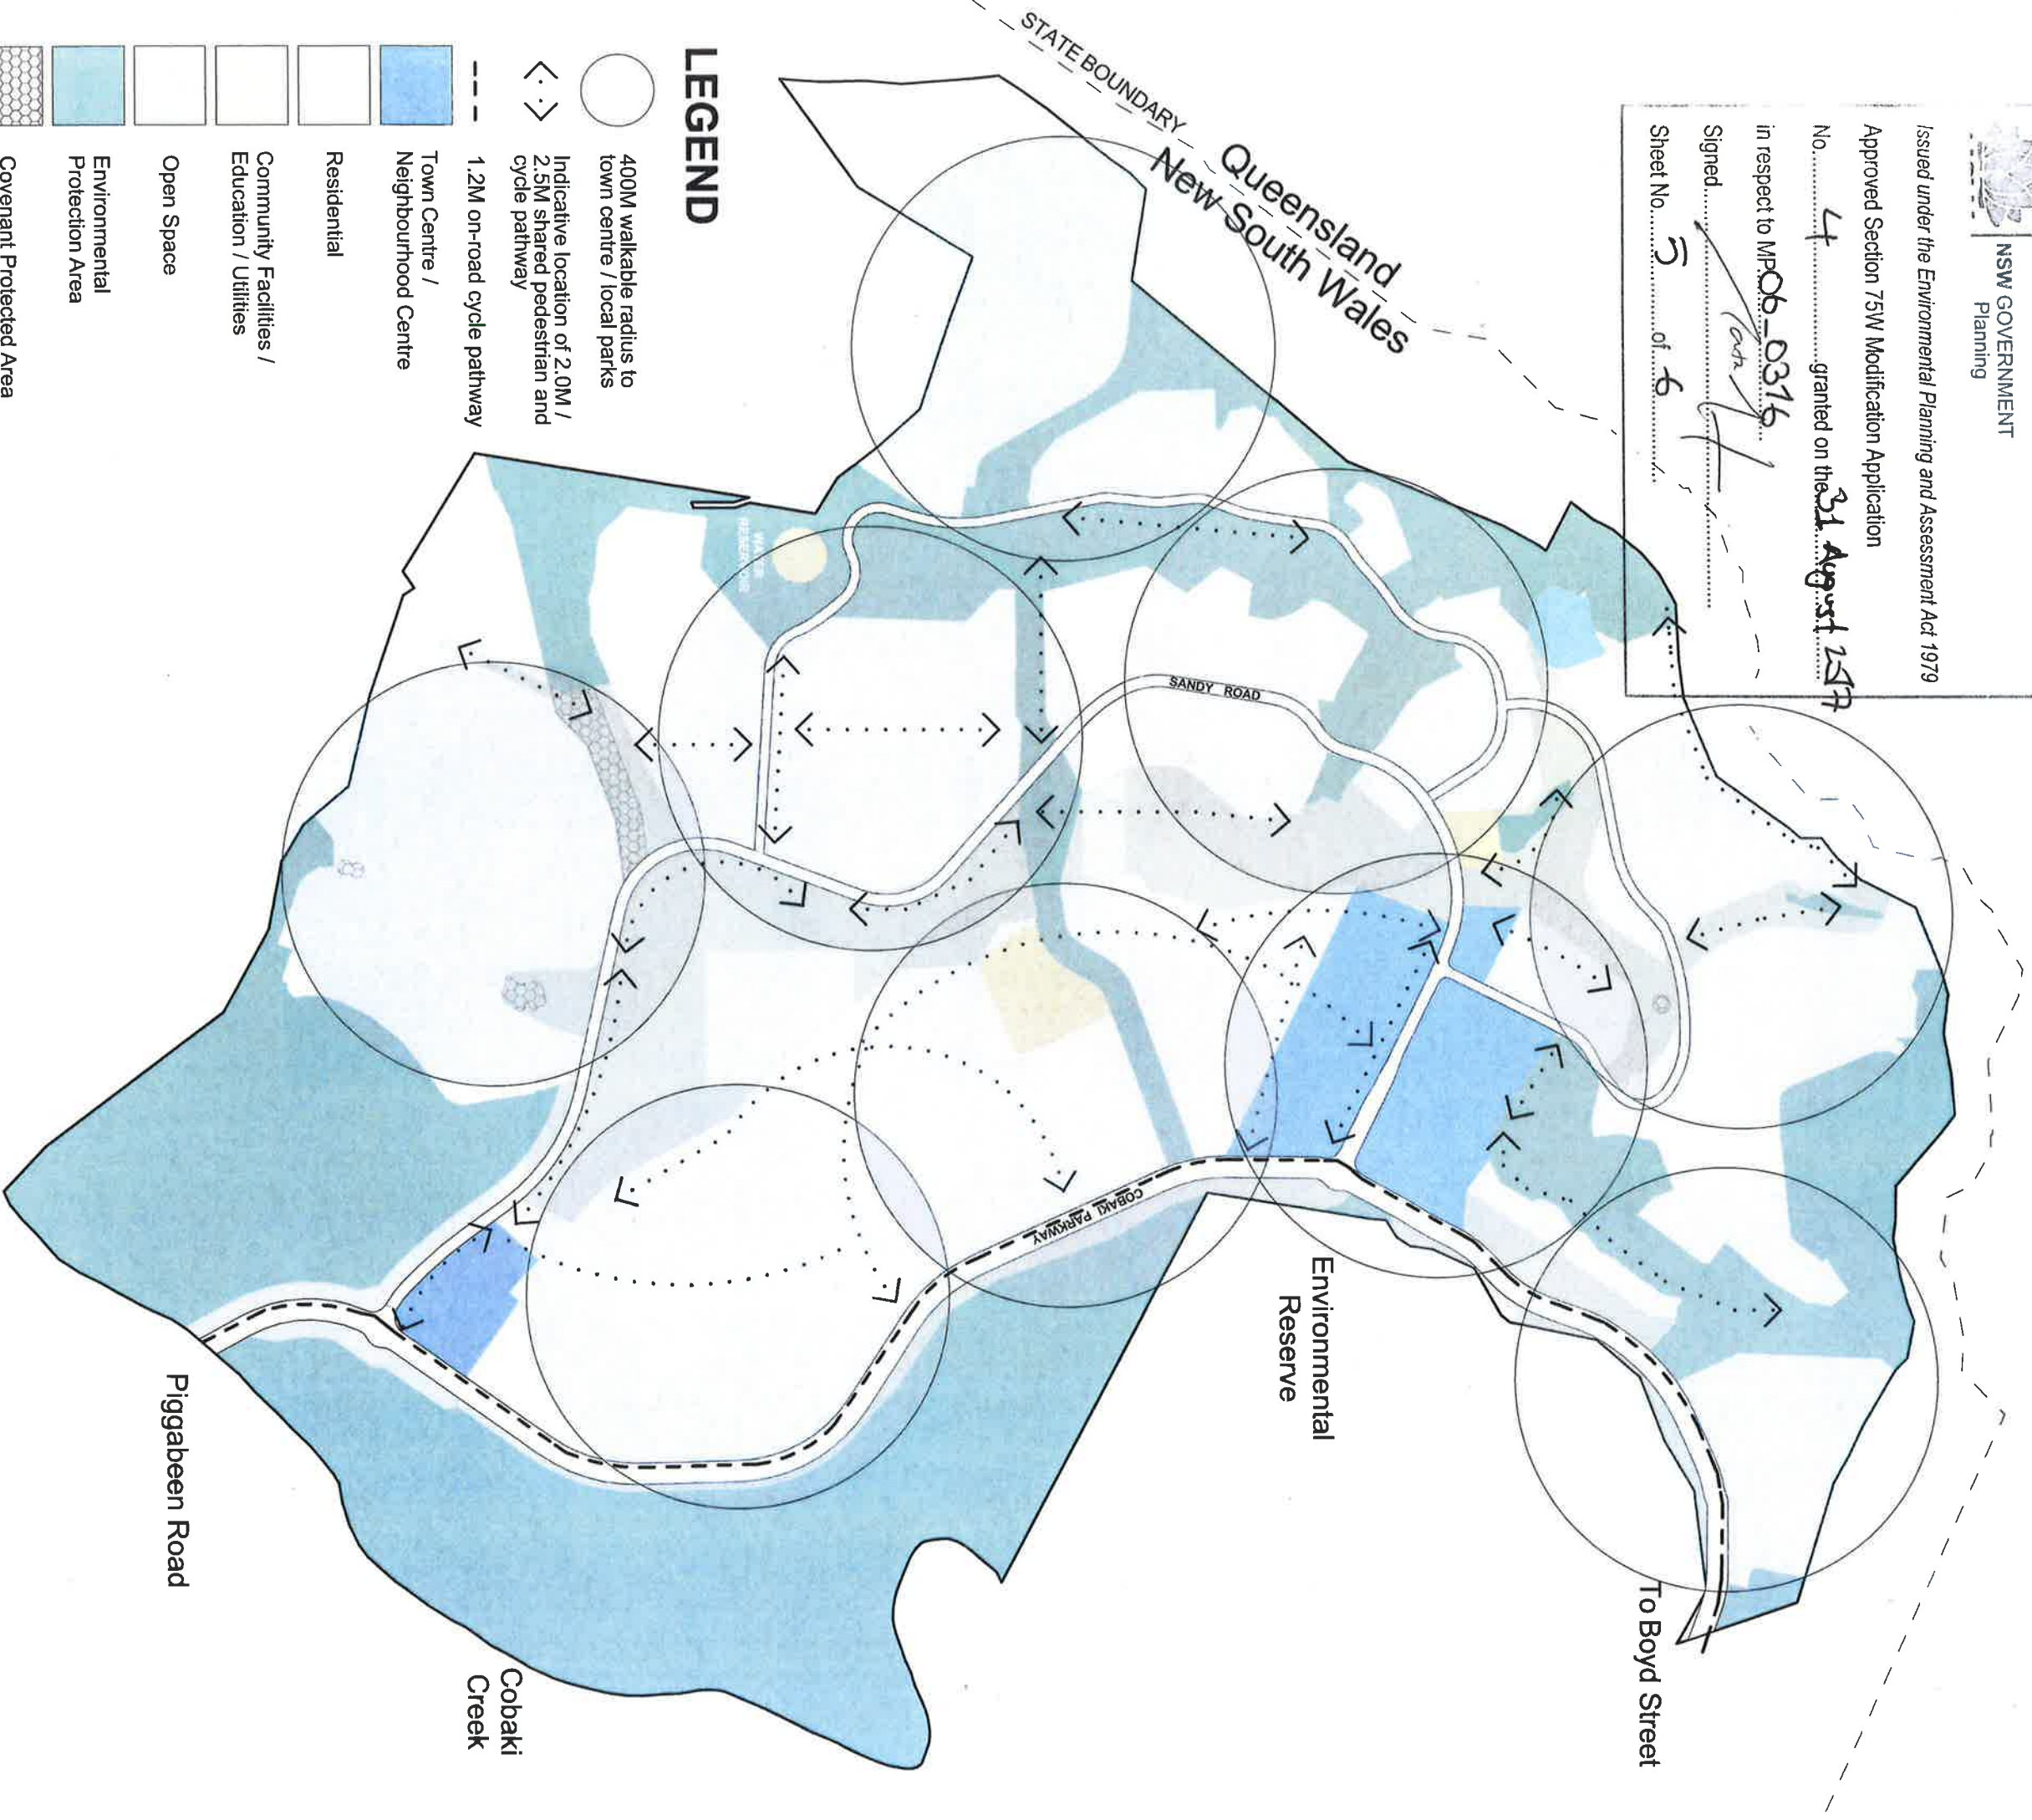 NSW GOVERNMENT
Planning
Issued under the Environmental Planning and Assessment Act 1979
Approved Section 75W Modification Application
No. 4 granted on the 31 August
in respect to MP 06_0316
Signed
Sheet No. 5 of 6
STATE BOUNDARY
Queensland
New South Wales
LEGEND
400M walkable radius to
town centre / local parks
Indicative location of 2.0M /
2.5M shared pedestrian and
cycle pathway
1.2M on-road cycle pathway
Town Centre /
Neighbourhood Centre
Residential
Community Facilities /
Education / Utilities
Open Space
Environmental
Protection Area
Covenant Protected Area
WATER
RESERVOIR
SANDY ROAD
COBAKI PARKWAY
Environmental
Reserve
To Boyd Street
Piggabeen Road
Cobaki
Creek